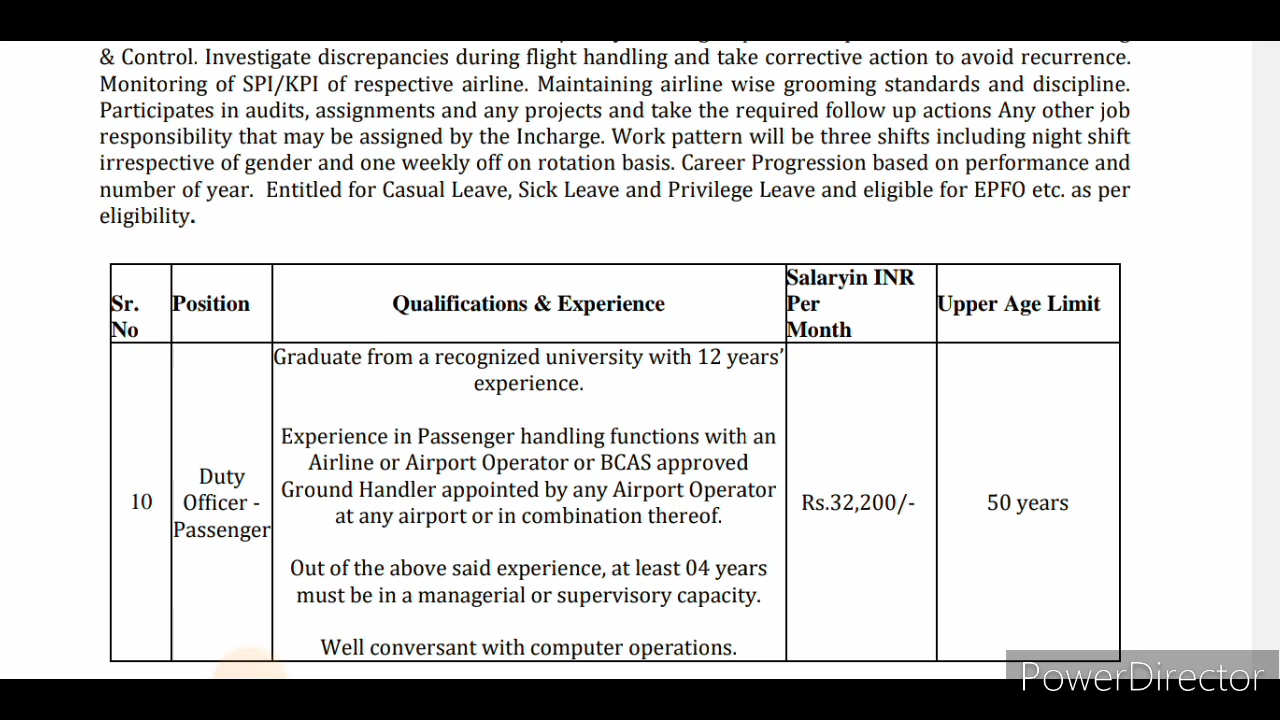 & Control. Investigate discrepancies during flight handling and take corrective action to avoid recurrence.
Monitoring of SPI/KPI of respective airline. Maintaining airline wise grooming standards and discipline.
Participates in audits, assignments and any projects and take the required follow up actions Any other job
responsibility that may be assigned by the Incharge. Work pattern will be three shifts including night shift
irrespective of gender and one weekly off on rotation basis. Career Progression based on performance and
number of year. Entitled for Casual Leave, Sick Leave and Privilege Leave and eligible for EPFO etc. as per
eligibility.
Sr.
No
Position
Qualifications & Experience
Salaryin INR
Per
Month
Upper Age Limit
10
Duty
Officer -
Passenger
Graduate from a recognized university with 12 years’
experience.
Experience in Passenger handling functions with an
Airline or Airport Operator or BCAS approved
Ground Handler appointed by any Airport Operator
at any airport or in combination thereof.
Out of the above said experience, at least 04 years
must be in a managerial or supervisory capacity.
Well conversant with computer operations.
Rs.32,200/-
50 years
PowerDirector